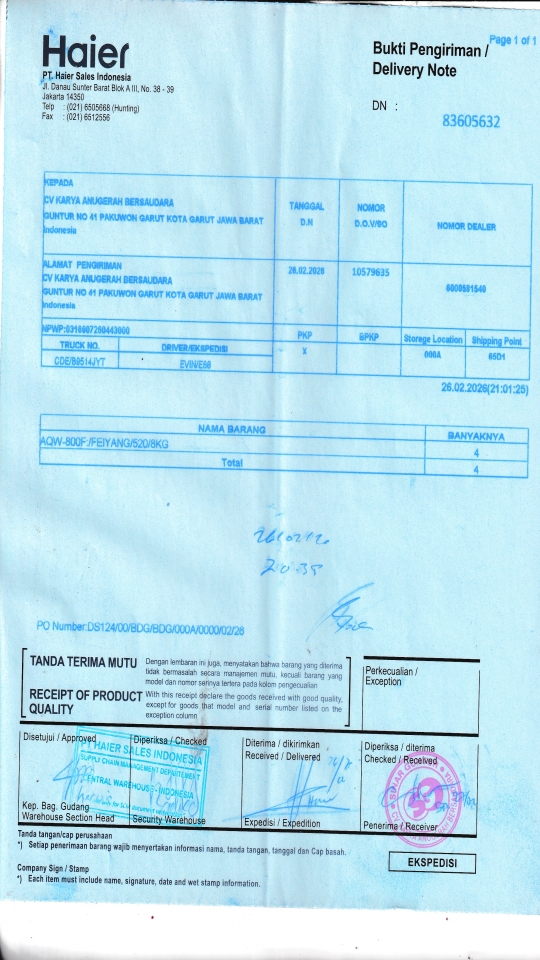 Page 1 of 1
Haier
PT. Haier Sales Indonesia
Jl. Danau Sunter Barat Blok A III, No. 38 - 39
Jakarta 14350
Telp : (021) 6505668 (Hunting)
Fax : (021) 6512556
Bukti Pengiriman /
Delivery Note
DN :
83605632
KEPADA
CV KARYA ANUGERAH BERSAUDARA
GUNTUR NO 41 PAKUWON GARUT KOTA GARUT JAWA BARAT
Indonesia
TANGGAL
D.N
NOMOR
D.O.V/SO
NOMOR DEALER
ALAMAT PENGIRIMAN
CV KARYA ANUGERAH BERSAUDARA
GUNTUR NO 41 PAKUWON GARUT KOTA GARUT JAWA BARAT
Indonesia
26.02.2026
10579635
NPWP:0316907260443000
PKP
BPKP
Storage Location
Shipping Point
TRUCK NO.
DRIVER/EKSPEDISI
X
000A
65D1
CDE/B9514JYT
EVIN/E60
26.02.2026(21:01:25)
NAMA BARANG
BANYAKNYA
AQW-800F:/FEIYANG/520/8KG
4
Total
4
20.35
PO Number:DS124/00/BDG/BDG/000A/0000/02/26
TANDA TERIMA MUTU
Dengan lembaran ini juga, menyatakan bahwa barang yang diterima
tidak bermasalah secara manajemen mutu, kecuali barang yang
model dan nomor serinya tertera pada kolom pengecualian
RECEIPT OF PRODUCT
QUALITY
With this receipt declare the goods received with good quality,
except for goods that model and serial number listed on the
exception column
Perkecualian /
Exception
Disetujui / Approved
Diperiksa / Checked
Diterima / dikirimkan
Received / Delivered
Diperiksa / diterima
Checked / Received
PT HAIER SALES INDONESIA
SUPPLY CHAIN MANAGEMENT DEPARTEMENT
CENTRAL WAREHOUSE - INDONESIA
Kep. Bag. Gudang
Warehouse Section Head
Security Warehouse
Expedisi / Expedition
Penerima / Receiver
Tanda tangan/cap perusahaan
*) Setiap penerimaan barang wajib menyertakan informasi nama, tanda tangan, tanggal dan Cap basah.
EKSPEDISI
Company Sign / Stamp
*) Each item must include name, signature, date and wet stamp information.